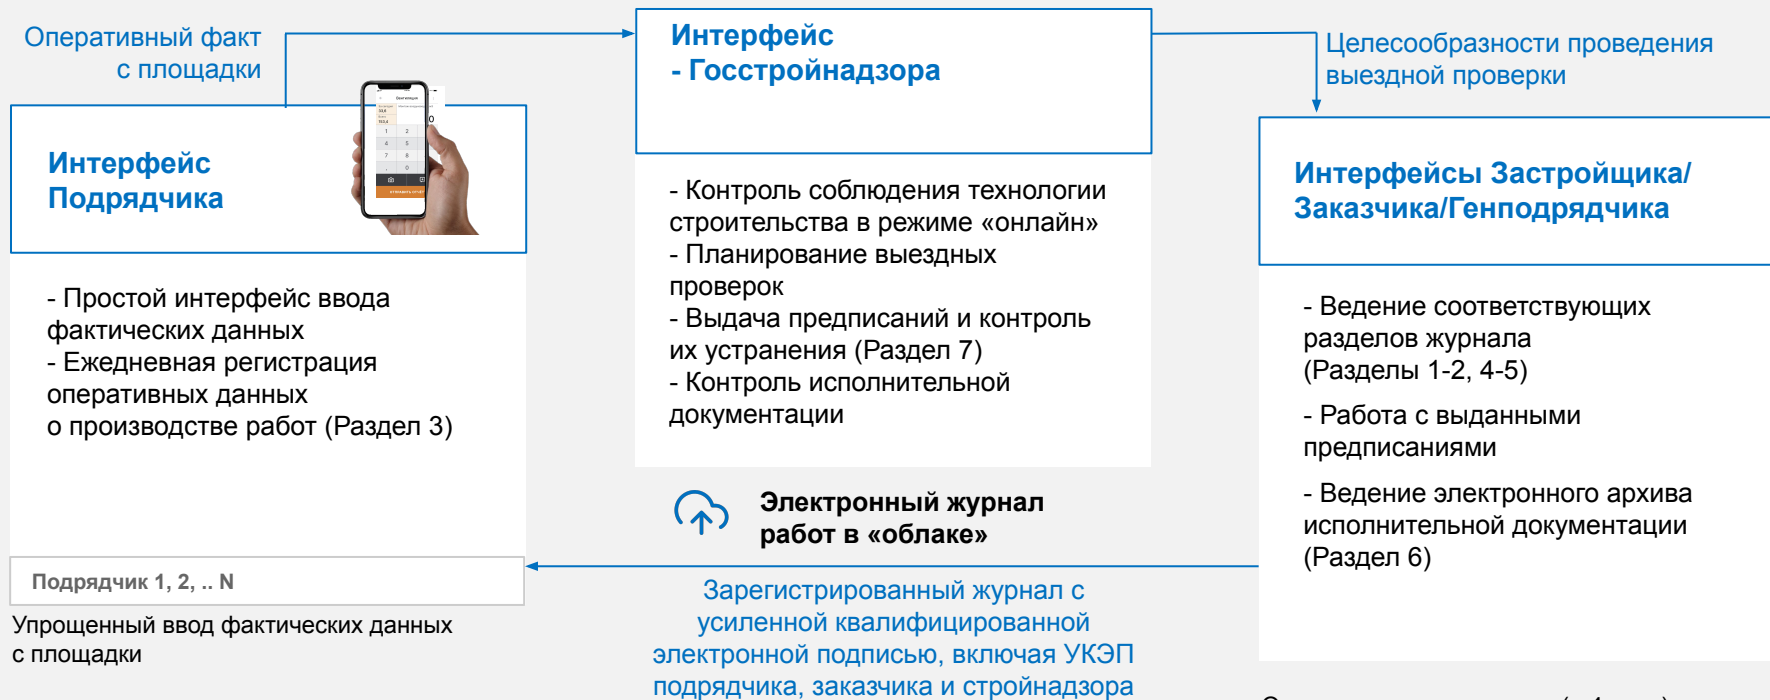 Оперативный факт
с площадки
Интерфейс
Подрядчика
- Простой интерфейс ввода
фактических данных
- Ежедневная регистрация
оперативных данных
о производстве работ (Раздел 3)
Подрядчик 1, 2, .. N
Упрощенный ввод фактических данных
с площадки
Интерфейс
- Госстройнадзора
- Контроль соблюдения технологии
строительства в режиме «онлайн»
- Планирование выездных
проверок
- Выдача предписаний и контроль
их устранения (Раздел 7)
- Контроль исполнительной
документации
Электронный журнал
работ в «облаке»
Зарегистрированный журнал с
усиленной квалифицированной
электронной подписью, включая УКЭП
подрядчика, заказчика и стройнадзора
Целесообразности проведения
выездной проверки
Интерфейсы Застройщика/
Заказчика/Генподрядчика
- Ведение соответствующих
разделов журнала
(Разделы 1-2, 4-5)
- Работа с выданными
предписаниями
- Ведение электронного архива
исполнительной документации
(Раздел 6)